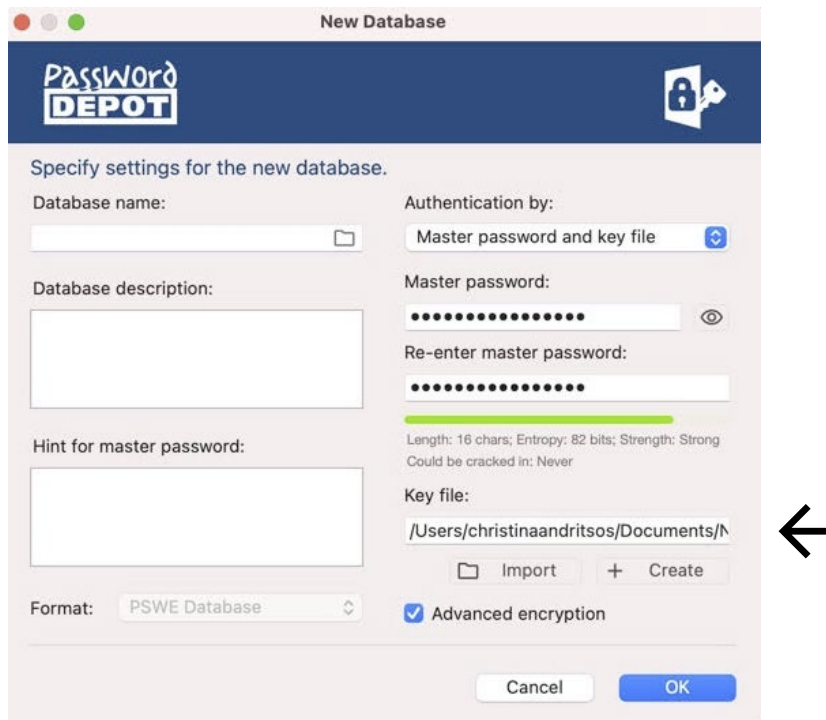 New Database
PassWord
DEPOT
Specify settings for the new database.
Database name:
Database description:
Hint for master password:
Format: PSWE Database
Authentication by:
Master password and key file
Master password:
••••••••••••••••
Re-enter master password:
••••••••••••••••
Length: 16 chars; Entropy: 82 bits; Strength: Strong
Could be cracked in: Never
Key file:
/Users/christinaandritsos/Documents/N
Import + Create
Advanced encryption
Cancel OK